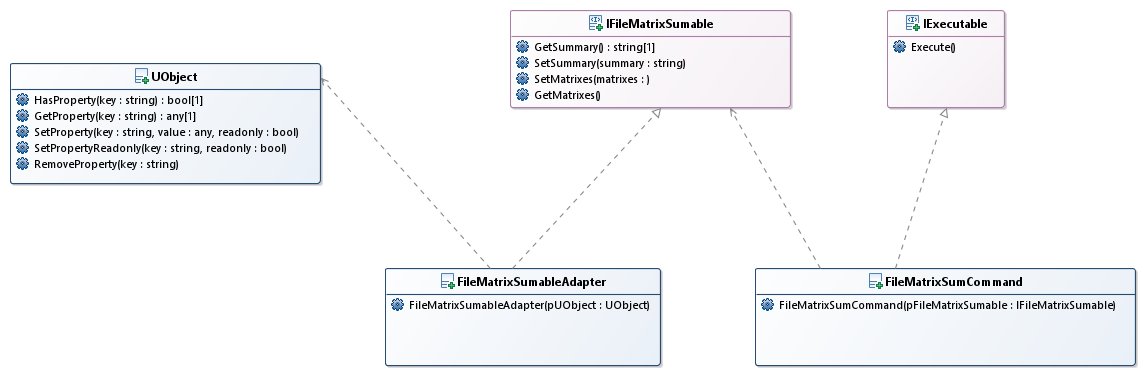 UObject
HasProperty(key : string) : bool[1]
GetProperty(key : string) : any[1]
SetProperty(key : string, value : any, readonly : bool)
SetPropertyReadonly(key : string, readonly : bool)
RemoveProperty(key : string)
IFileMatrixSumable
GetSummary() : string[1]
SetSummary(summary : string)
SetMatrixes(matrixes : )
GetMatrixes()
IExecutable
Execute()
FileMatrixSumableAdapter
FileMatrixSumableAdapter(pUObject : UObject)
FileMatrixSumCommand
FileMatrixSumCommand(pFileMatrixSumable : IFileMatrixSumable)